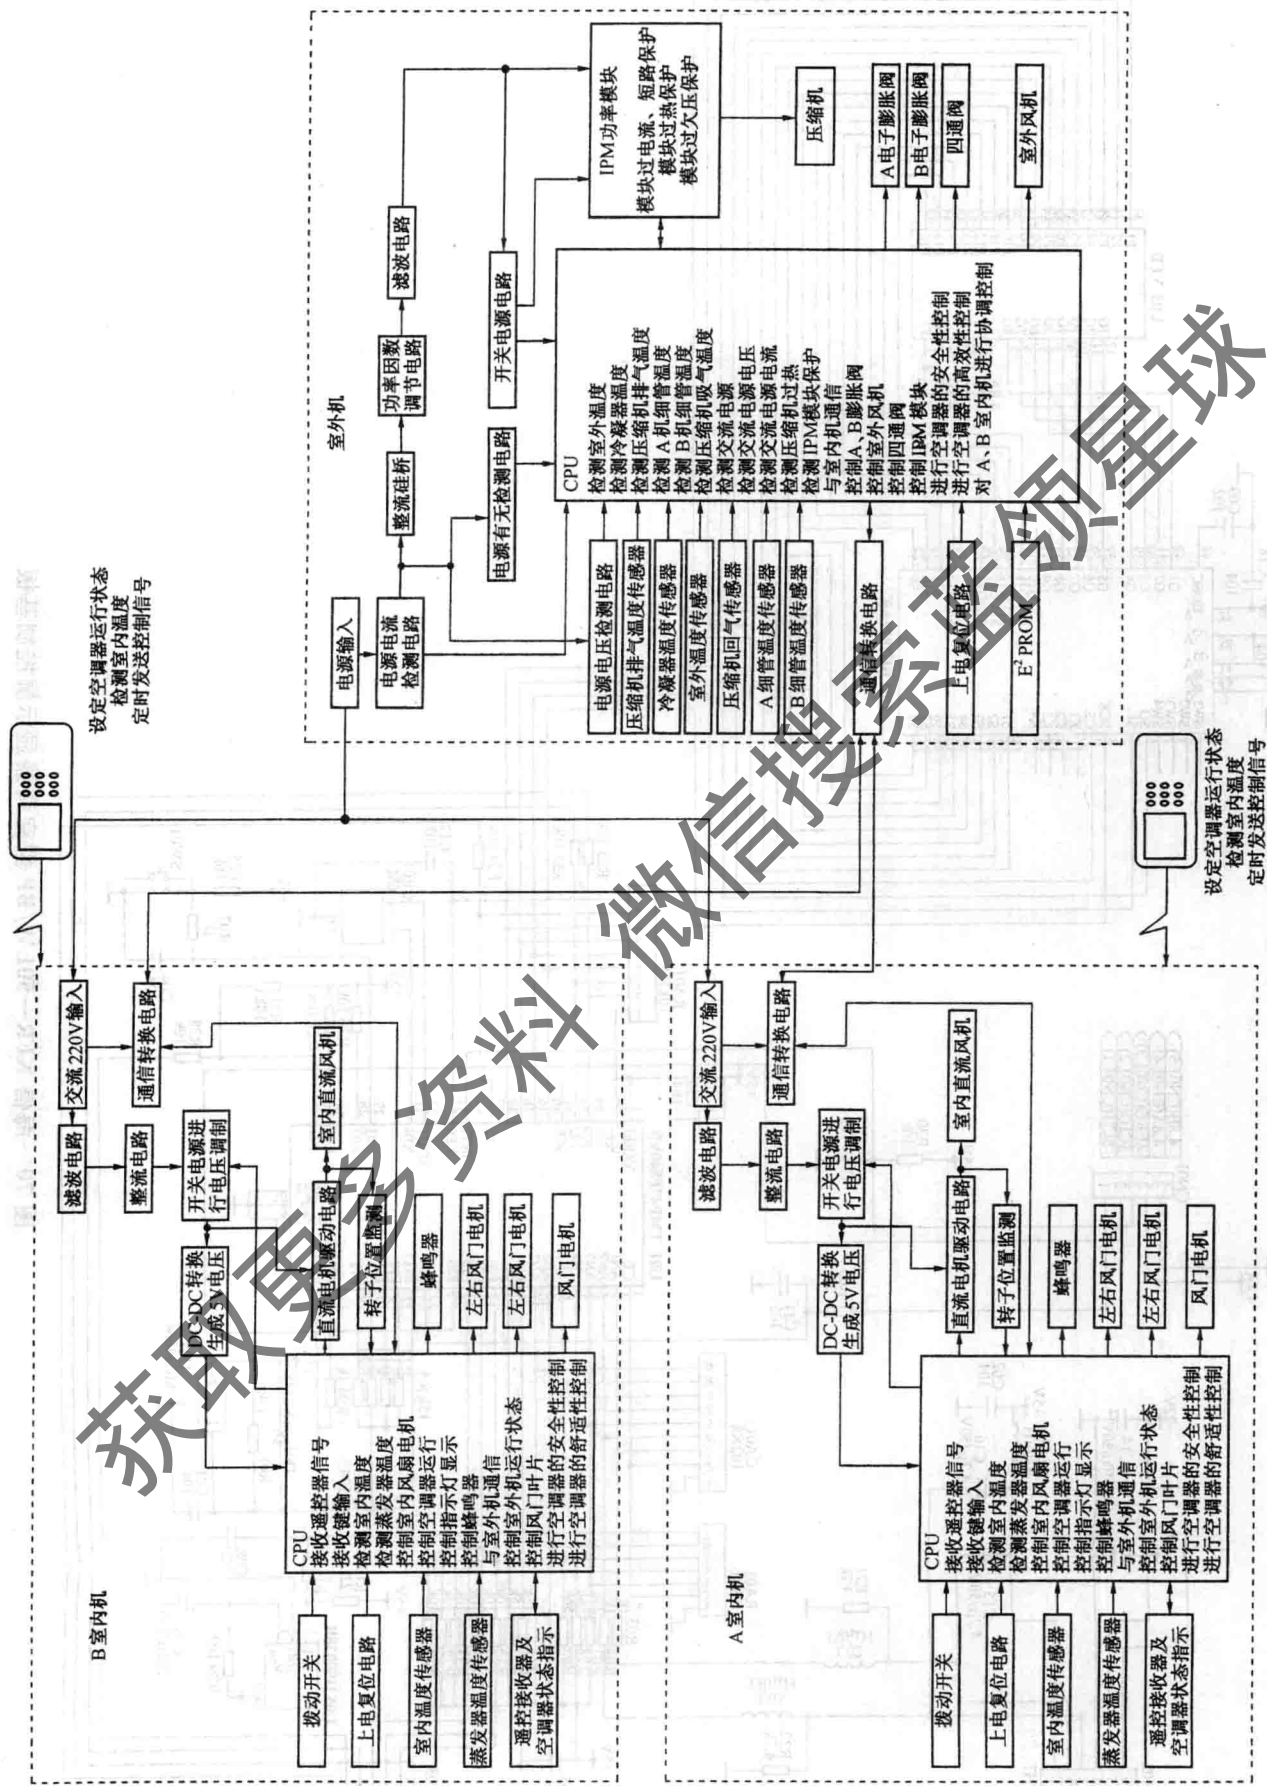 设定空调器运行状态
检测室内温度
定时发送控制信号
B室内机
拨动开关
上电复位电路
室内温度传感器
蒸发器温度传感器
遥控接收器及
空调器状态指示
CPU
接收遥控器信号
接收键输入
检测室内温度
检测蒸发器温度
控制室内风扇电机
控制空调器运行
控制指示灯显示
控制蜂鸣器
与室外机通信
控制室外机运行状态
控制风门叶片
进行空调器的安全性控制
进行空调器的舒适性控制
交流220V输入
滤波电路
整流电路
通信转换电路
开关电源进
行电压调制
DC-DC转换
生成5V电压
直流电机驱动电路
室内直流风机
转子位置监测
蜂鸣器
左右风门电机
左右风门电机
风门电机
A室内机
拨动开关
上电复位电路
室内温度传感器
蒸发器温度传感器
遥控接收器及
空调器状态指示
CPU
接收遥控器信号
接收键输入
检测室内温度
检测蒸发器温度
控制室内风扇电机
控制空调器运行
控制指示灯显示
控制蜂鸣器
与室外机通信
控制室外机运行状态
控制风门叶片
进行空调器的安全性控制
进行空调器的舒适性控制
交流220V输入
滤波电路
整流电路
通信转换电路
开关电源进
行电压调制
DC-DC转换
生成5V电压
直流电机驱动电路
室内直流风机
转子位置监测
蜂鸣器
左右风门电机
左右风门电机
风门电机
设定空调器运行状态
检测室内温度
定时发送控制信号
室外机
电源输入
电源电流
检测电路
整流硅桥
功率因数
调节电路
滤波电路
电源有无检测电路
开关电源电路
IPM功率模块
模块过电流、短路保护
模块过热保护
模块过欠压保护
压缩机
电源电压检测电路
压缩机排气温度传感器
冷凝器温度传感器
室外温度传感器
压缩机回气传感器
A细管温度传感器
B细管温度传感器
通信转换电路
上电复位电路
E² PROM
CPU
检测室外温度
检测冷凝器温度
检测压缩机排气温度
检测A机细管温度
检测B机细管温度
检测压缩机吸气温度
检测交流电源
检测交流电源电压
检测交流电源电流
检测压缩机过热
检测IPM模块保护
与室内机通信
控制A、B膨胀阀
控制室外风机
控制四通阀
控制IPM模块
进行空调器的安全性控制
进行空调器的高效性控制
对A、B室内机进行协调控制
A电子膨胀阀
B电子膨胀阀
四通阀
室外风机
获取更多资料 微信搜索蓝领星球